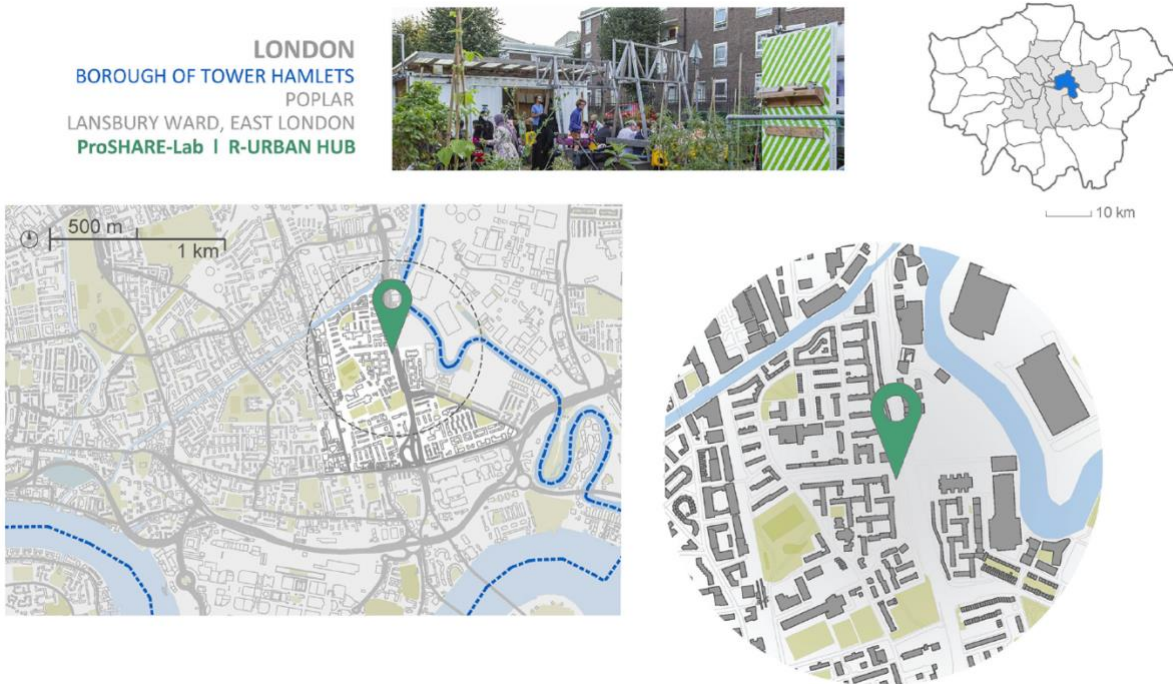 LONDON
BOROUGH OF TOWER HAMLETS
POPLAR
LANSBURY WARD, EAST LONDON
ProSHARE-Lab I R-URBAN HUB
10 km
500 m
1 km